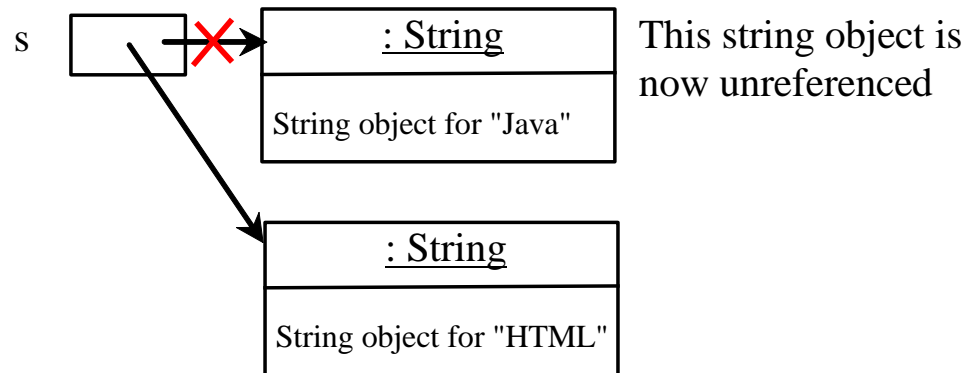 s
: String
This string object is
now unreferenced
String object for "Java"
: String
String object for "HTML"